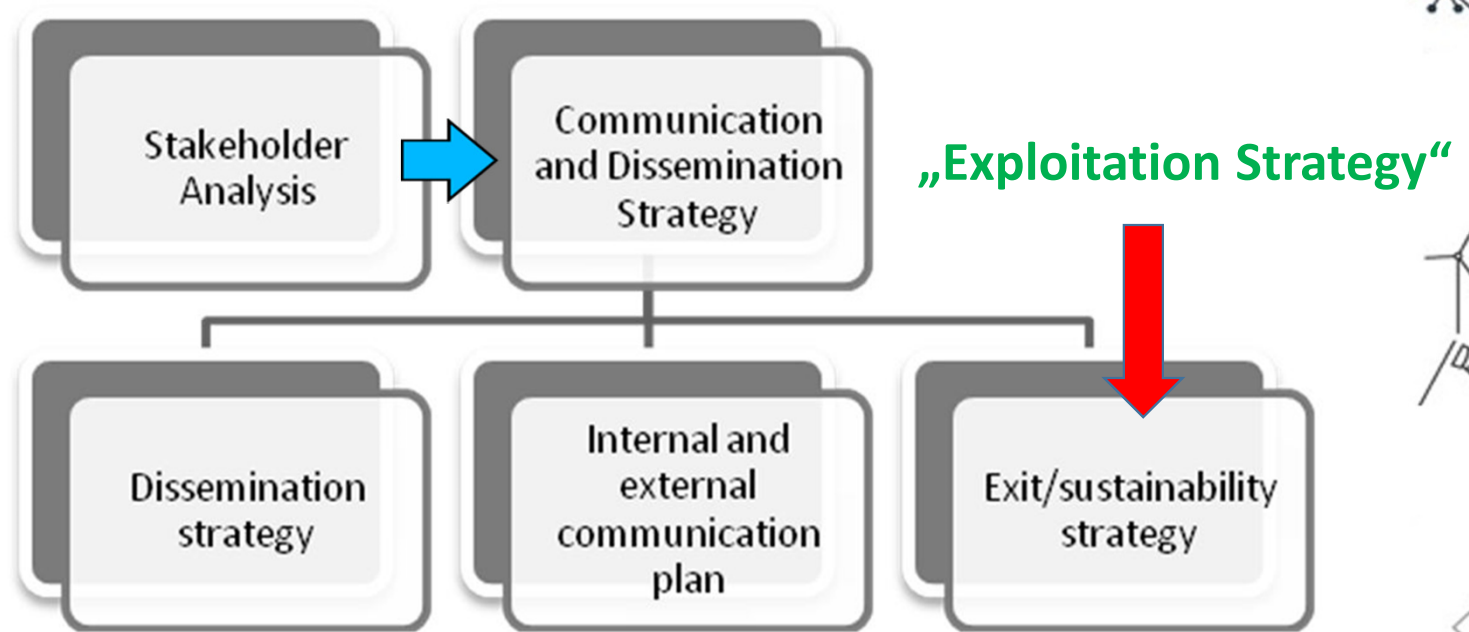 Stakeholder
Analysis
Communication
and Dissemination
Strategy
„Exploitation Strategy“
Dissemination
strategy
Internal and
external
communication
plan
Exit/sustainability
strategy